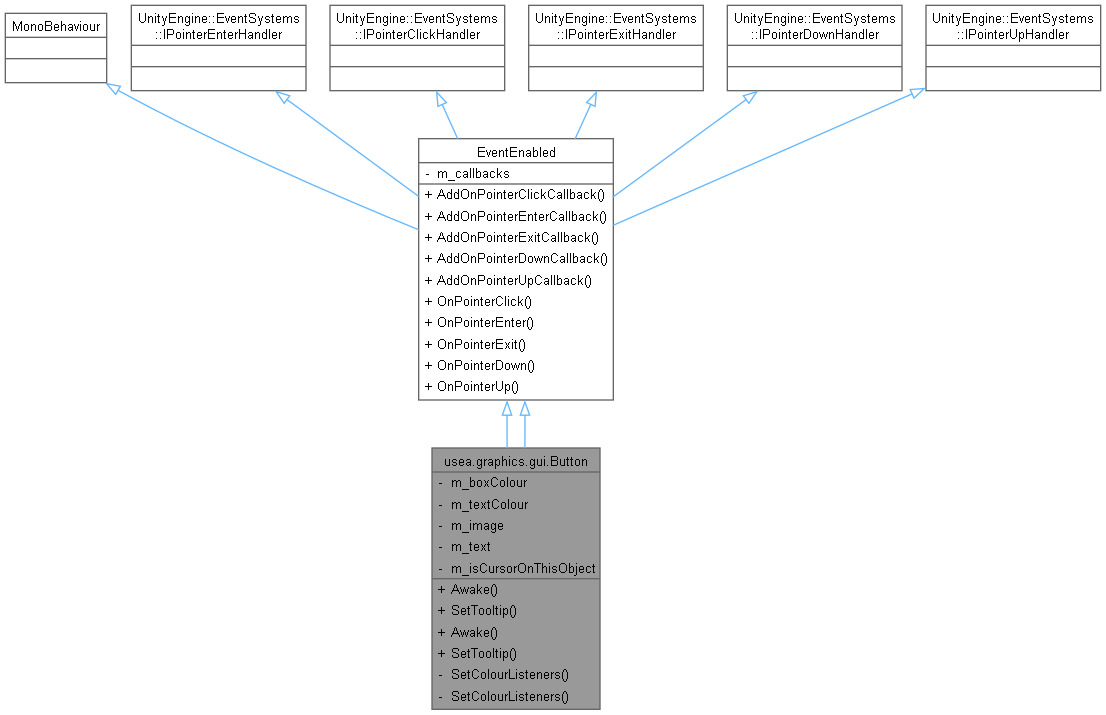 MonoBehaviour
UnityEngine::EventSystems
::IPointerEnterHandler
UnityEngine::EventSystems
::IPointerClickHandler
UnityEngine::EventSystems
::IPointerExitHandler
UnityEngine::EventSystems
::IPointerDownHandler
UnityEngine::EventSystems
::IPointerUpHandler
EventEnabled
- m_callbacks
+ AddOnPointerClickCallback()
+ AddOnPointerEnterCallback()
+ AddOnPointerExitCallback()
+ AddOnPointerDownCallback()
+ AddOnPointerUpCallback()
+ OnPointerClick()
+ OnPointerEnter()
+ OnPointerExit()
+ OnPointerDown()
+ OnPointerUp()
usea.graphics.gui.Button
- m_boxColour
- m_textColour
- m_image
- m_text
- m_isCursorOnThisObject
+ Awake()
+ SetTooltip()
+ Awake()
+ SetTooltip()
- SetColourListeners()
- SetColourListeners()